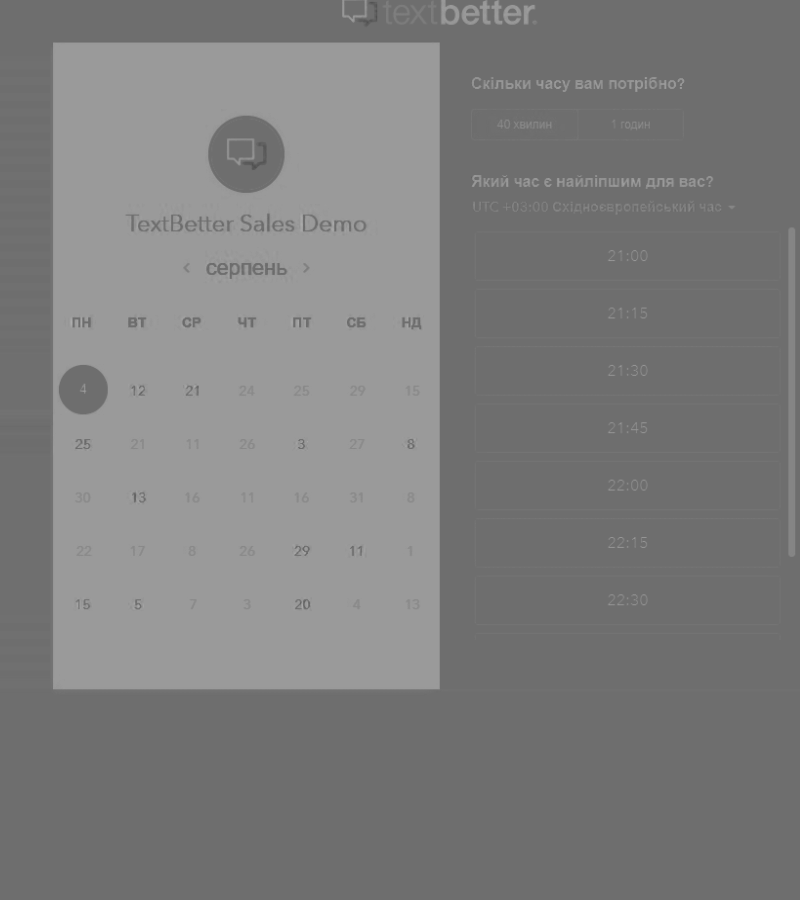 textbetter.
TextBetter Sales Demo
серпень
ПН ВТ СР ЧТ ПТ СБ НД
4 12 21 24 25 29 15
25 21 11 26 3 27 8
30 13 16 11 16 31 8
22 17 8 26 29 11 1
15 5 7 3 20 4 13
Скільки часу вам потрібно?
40 хвилин 1 годин
Який час є найліпшим для вас?
UTC +03:00 Східноєвропейський час
21:00
21:15
21:30
21:45
22:00
22:15
22:30